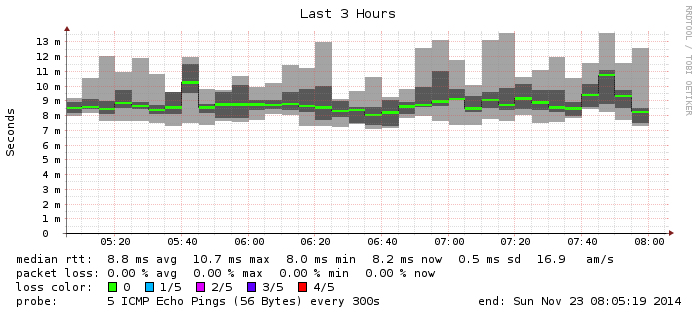 Last 3 Hours
RRDTOOL / TOBI OETIKER
Seconds
13 m
12 m
11 m
10 m
9 m
8 m
7 m
6 m
5 m
4 m
3 m
2 m
1 m
0
05:20 05:40 06:00 06:20 06:40 07:00 07:20 07:40 08:00
median rtt: 8.8 ms avg 10.7 ms max 8.0 ms min 8.2 ms now 0.5 ms sd 16.9 am/s
packet loss: 0.00 % avg 0.00 % max 0.00 % min 0.00 % now
loss color: 0 1/5 2/5 3/5 4/5
probe: 5 ICMP Echo Pings (56 Bytes) every 300s end: Sun Nov 23 08:05:19 2014